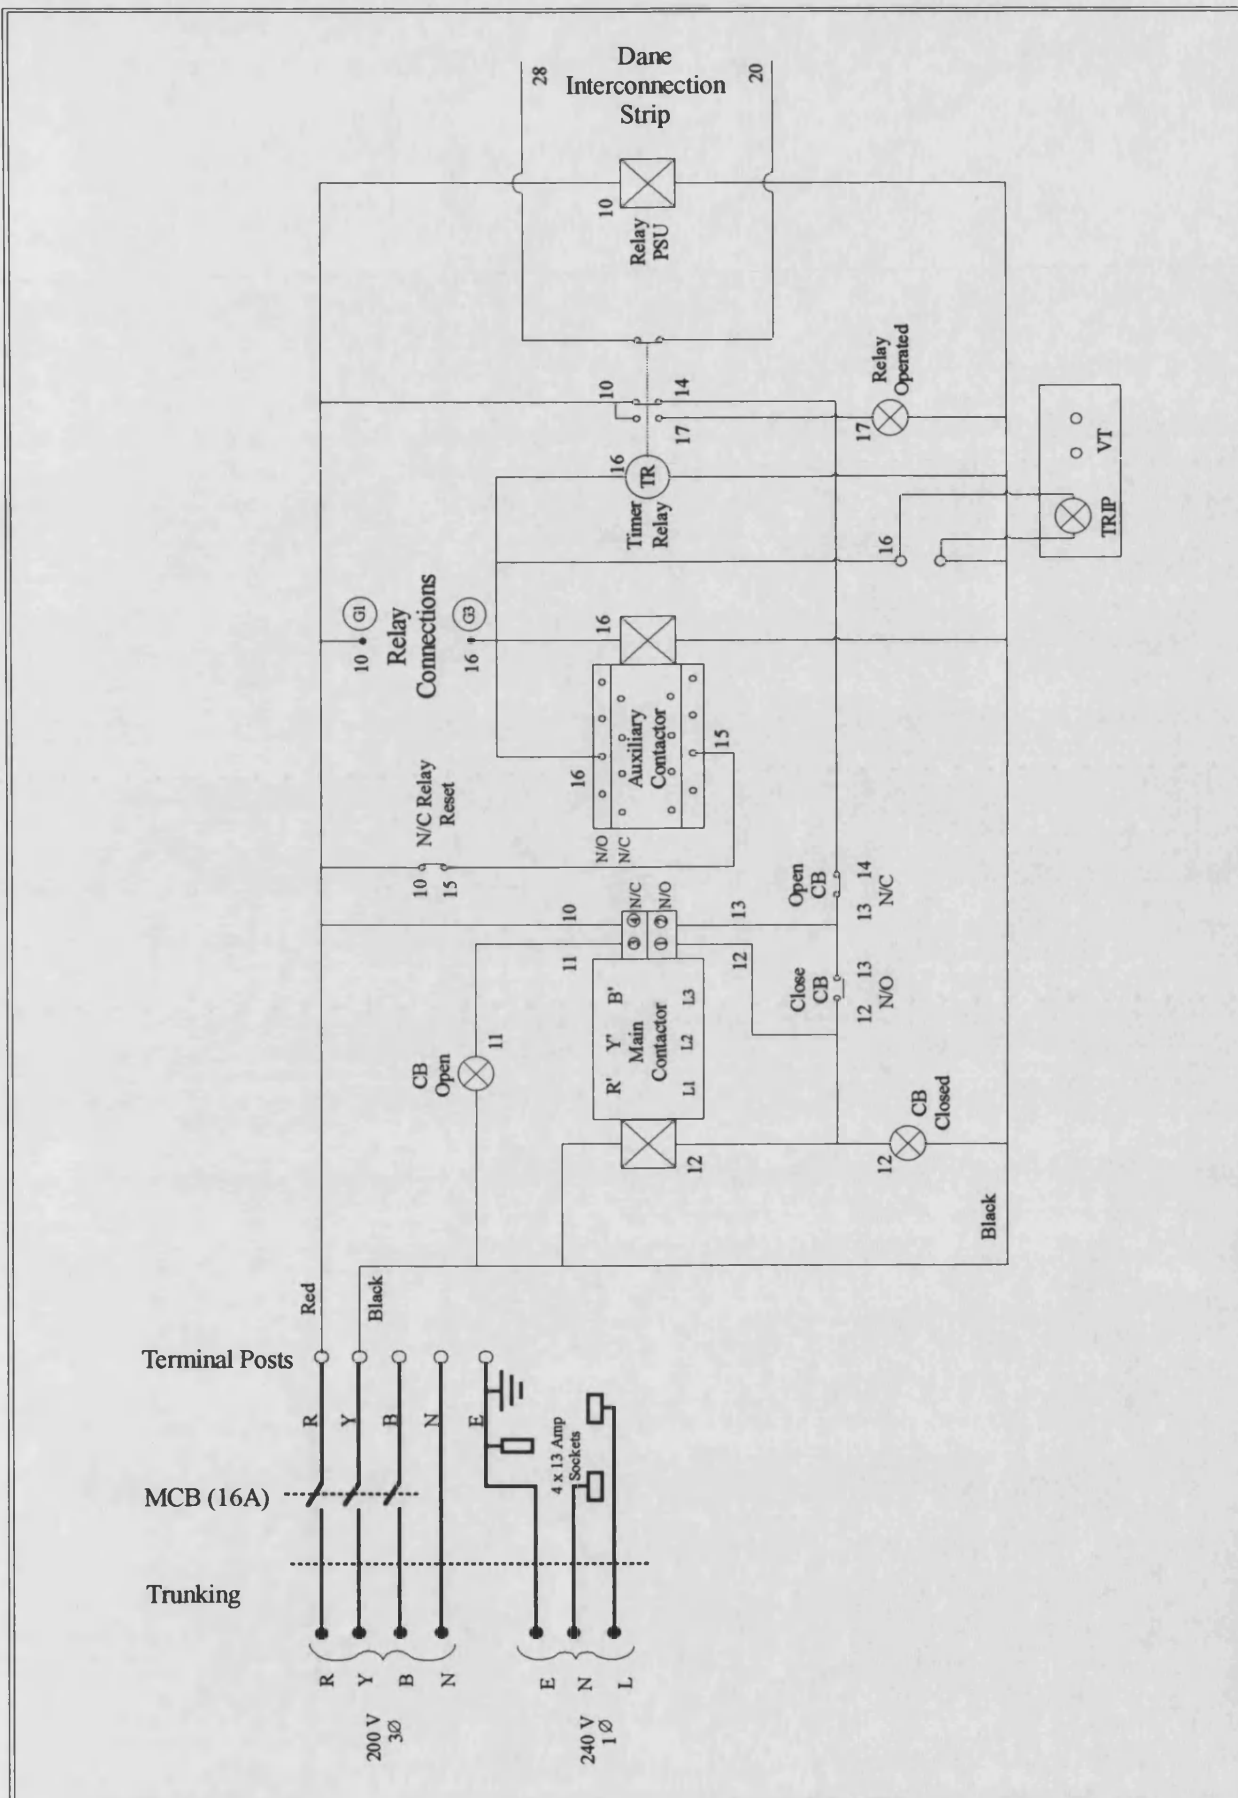 28
Dane
Interconnection
Strip
20
10
Relay
PSU
10
14
17
17
Relay
Operated
16
TR
Timer
Relay
16
TRIP
VT
G1
10
Relay
Connections
G3
16
16
16
Auxiliary
Contactor
15
N/O
N/C
N/C Relay
Reset
10
15
Open
CB
13
14
N/C
10
11
3
4
N/C
1
2
N/O
13
12
Close
CB
12
13
N/O
R'
Y'
B'
Main
Contactor
L1
L2
L3
12
CB
Open
11
12
CB
Closed
Red
Black
Black
Terminal Posts
R
Y
B
N
E
4 x 13 Amp
Sockets
MCB (16A)
Trunking
R
Y
B
N
E
N
L
200 V
3Ø
240 V
1Ø